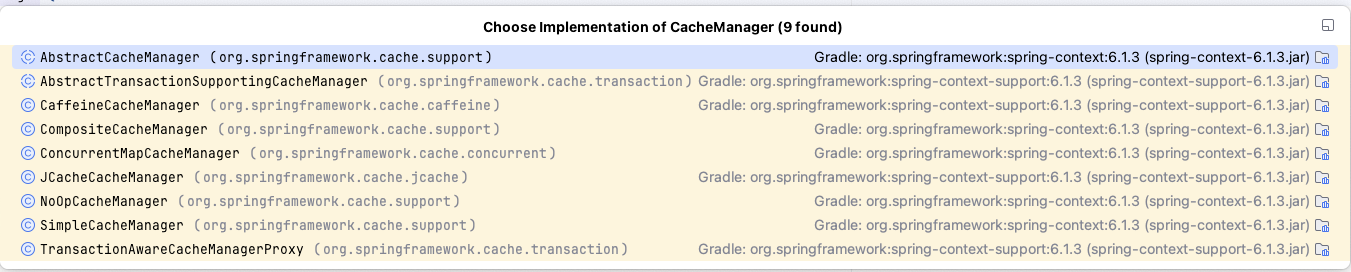 Choose Implementation of CacheManager (9 found)
AbstractCacheManager (org.springframework.cache.support) Gradle: org.springframework:spring-context:6.1.3 (spring-context-6.1.3.jar)
AbstractTransactionSupportingCacheManager (org.springframework.cache.transaction) Gradle: org.springframework:spring-context-support:6.1.3 (spring-context-support-6.1.3.jar)
CaffeineCacheManager (org.springframework.cache.caffeine) Gradle: org.springframework:spring-context-support:6.1.3 (spring-context-support-6.1.3.jar)
CompositeCacheManager (org.springframework.cache.support) Gradle: org.springframework:spring-context:6.1.3 (spring-context-6.1.3.jar)
ConcurrentMapCacheManager (org.springframework.cache.concurrent) Gradle: org.springframework:spring-context:6.1.3 (spring-context-6.1.3.jar)
JCacheCacheManager (org.springframework.cache.jcache) Gradle: org.springframework:spring-context-support:6.1.3 (spring-context-support-6.1.3.jar)
NoOpCacheManager (org.springframework.cache.support) Gradle: org.springframework:spring-context:6.1.3 (spring-context-6.1.3.jar)
SimpleCacheManager (org.springframework.cache.support) Gradle: org.springframework:spring-context:6.1.3 (spring-context-6.1.3.jar)
TransactionAwareCacheManagerProxy (org.springframework.cache.transaction) Gradle: org.springframework:spring-context-support:6.1.3 (spring-context-support-6.1.3.jar)